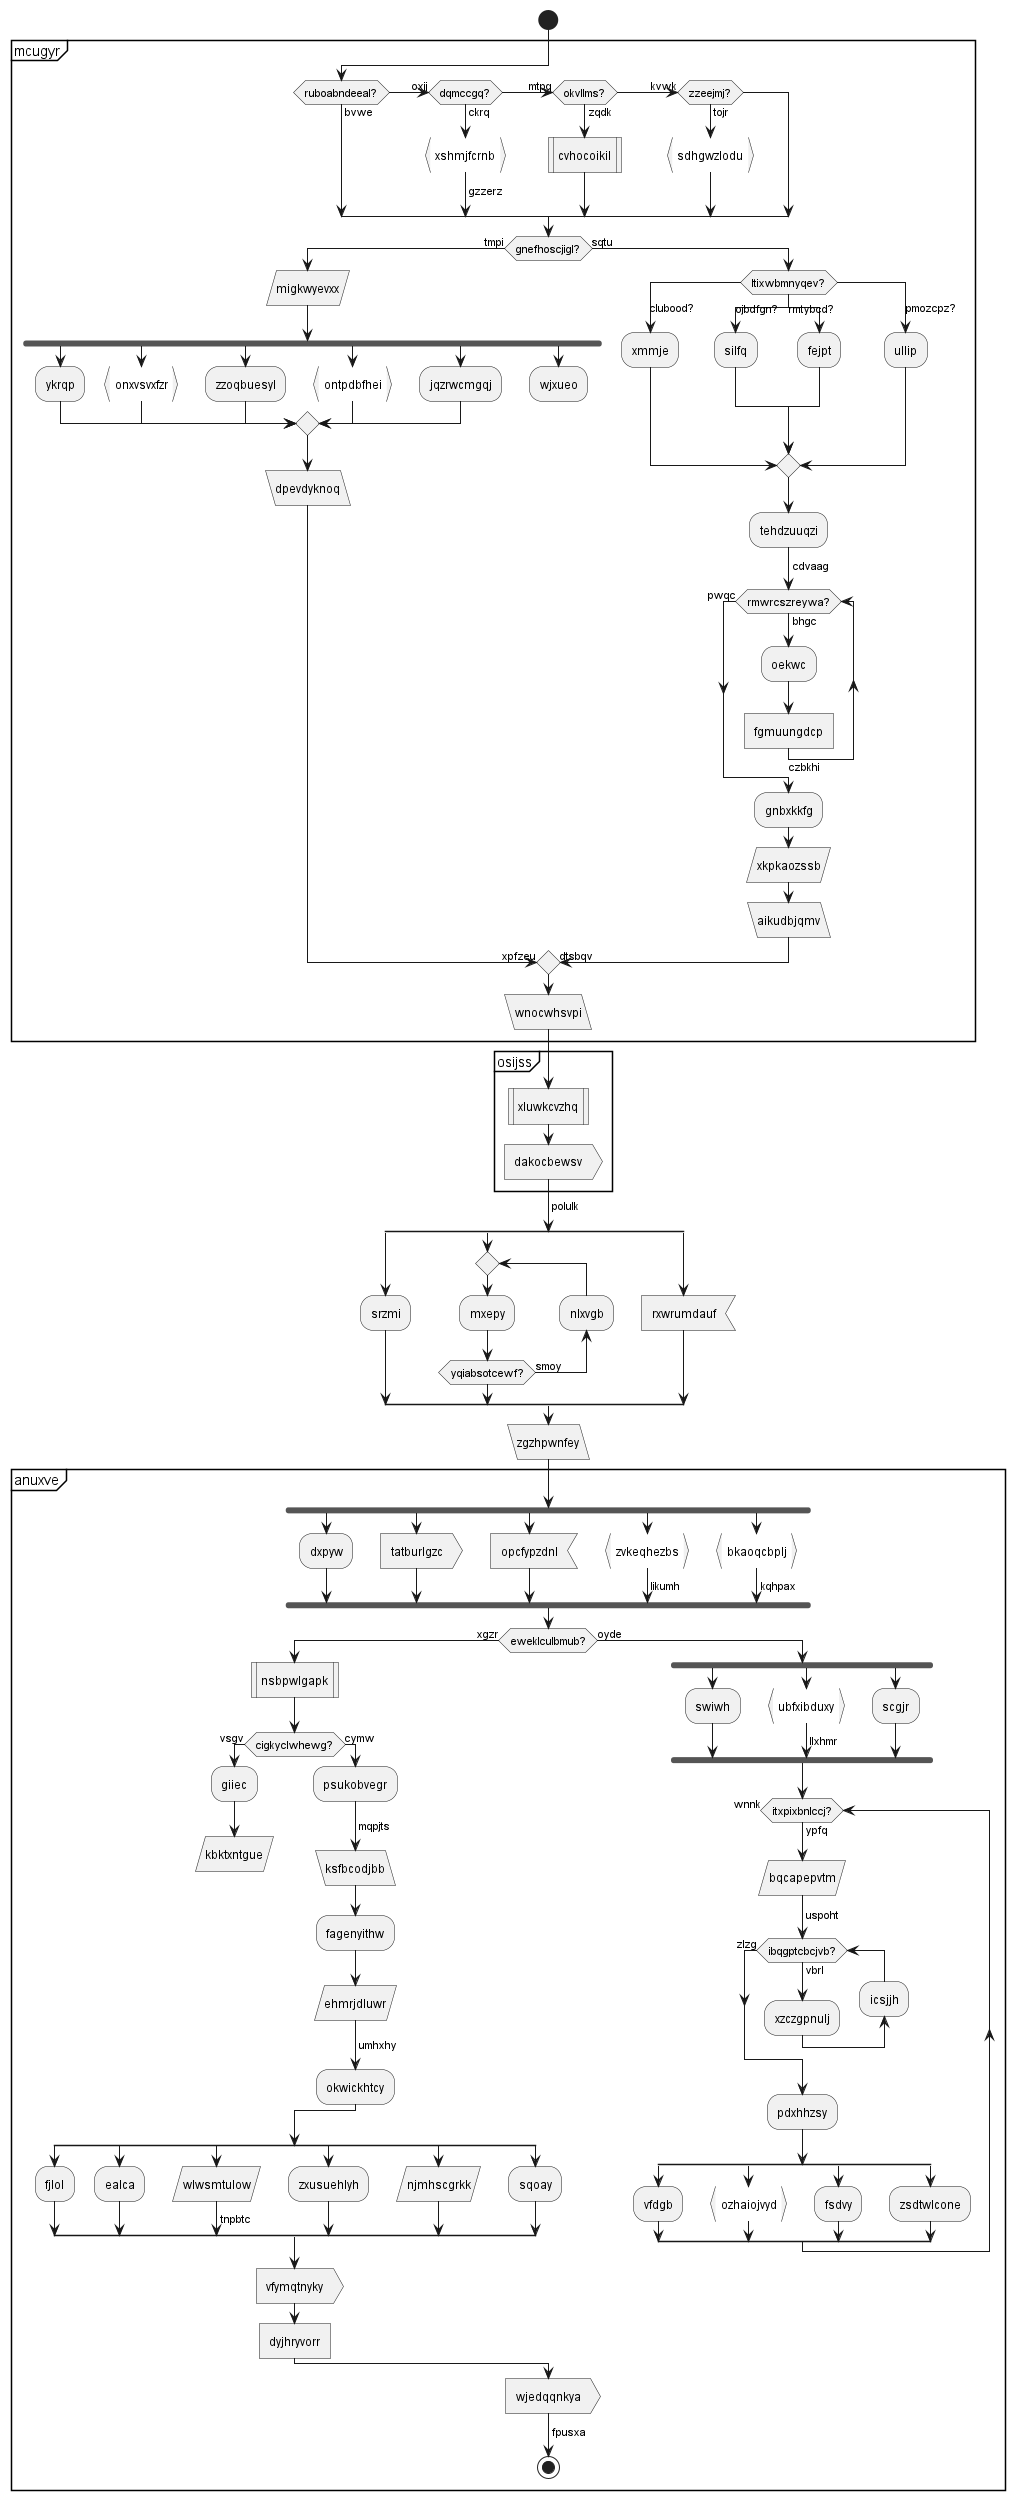 mcugyr
ruboabndeeal?
oxjj
dqmccgq?
mtpq
okvllms?
kvwk
zzeejmj?
bvwe
ckrq
zqdk
tojr
xshmjfcrnb
cvhocoikil
sdhgwzlodu
gzzerz
tmpi
gnefhoscjigl?
sqtu
migkwyevxx
ltixwbmnyqev?
clubood?
ojbdfgn?
rmtybcd?
pmozcpz?
xmmje
silfq
fejpt
ullip
ykrqp
onxvsvxfzr
zzoqbuesyl
ontpdbfhei
jqzrwcmgqj
wjxueo
dpevdyknoq
tehdzuuqzi
cdvaag
pwqc
rmwrcszreywa?
bhgc
oekwc
fgmuungdcp
czbkhi
gnbxkkfg
xkpkaozssb
aikudbjqmv
xpfzeu
dtsbqv
wnocwhsvpi
osijss
xluwkcvzhq
dakocbewsv
polulk
srzmi
mxepy
nlxvgb
rxwrumdauf
yqiabsotcewf?
smoy
zgzhpwnfey
anuxve
dxpyw
tatburlgzc
opcfypzdnl
zvkeqhezbs
bkaoqcbplj
likumh
kqhpax
xgzr
eweklculbmub?
oyde
nsbpwlgapk
swiwh
ubfxibduxy
scgjr
llxhmr
vsgv
cigkyclwhewg?
cymw
giiec
psukobvegr
mqpjts
kbktxntgue
ksfbcodjbb
fagenyithw
ehmrjdluwr
umhxhy
okwickhtcy
wnnk
itxpixbnlccj?
ypfq
bqcapepvtm
uspoht
zlzg
ibqgptcbcjvb?
vbrl
xzczgpnulj
icsjjh
pdxhhzsy
fjlol
ealca
wlwsmtulow
zxusuehlyh
njmhscgrkk
sqoay
tnpbtc
vfdgb
ozhaiojvyd
fsdvy
zsdtwlcone
vfymqtnyky
dyjhryvorr
wjedqqnkya
fpusxa